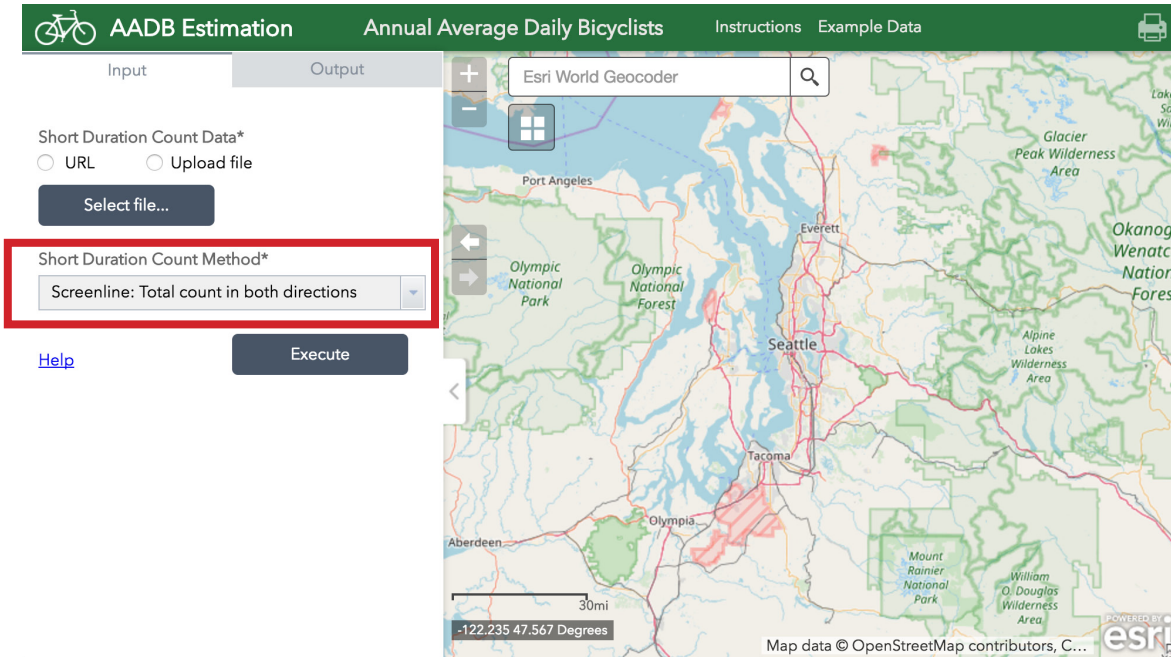 AADB Estimation
Annual Average Daily Bicyclists
Instructions
Example Data
Input
Output
Short Duration Count Data*
URL
Upload file
Select file...
Short Duration Count Method*
Screenline: Total count in both directions
Help
Execute
Esri World Geocoder
Port Angeles
Glacier
Peak Wilderness
Area
Everett
Olympic
National
Park
Olympic
National
Forest
Seattle
Alpine
Lakes
Wilderness
Area
Tacoma
Olympia
Aberdeen
Mount
Rainier
National
Park
William
O. Douglas
Wilderness
Area
30mi
-122.235 47.567 Degrees
Map data © OpenStreetMap contributors, C...
POWERED BY
esri